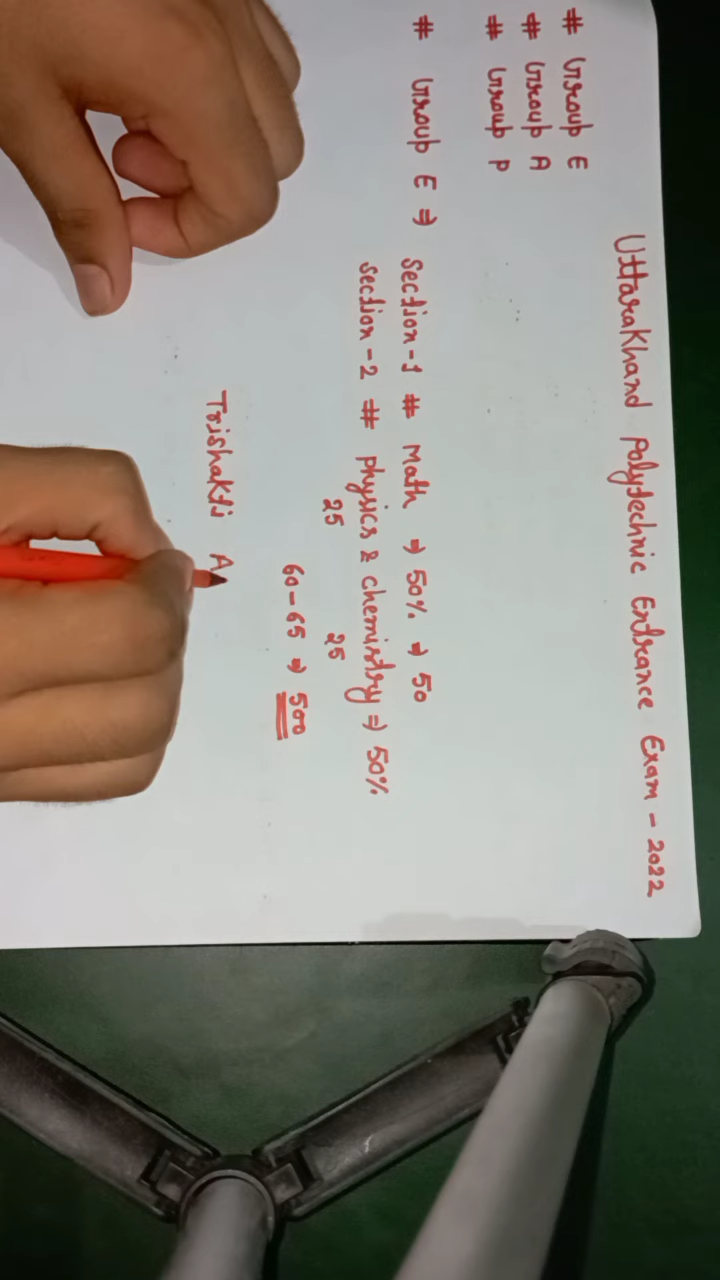 Uttarakhand Polytechnic Entrance Exam - 2022
# Group E
# Group A
# Group P
# Group E ⇒ Section-1 # Math ⇒ 50% ⇒ 50
Section-2 # Physics & Chemistry ⇒ 50%
25 25
60-65 ⇒ 500
Trishakti A